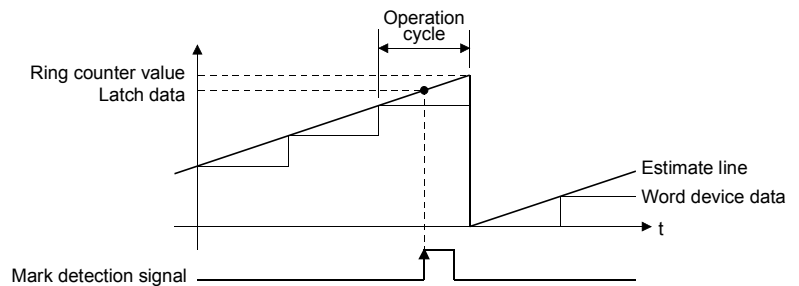 Operation
cycle
Ring counter value
Latch data
Estimate line
Word device data
t
Mark detection signal